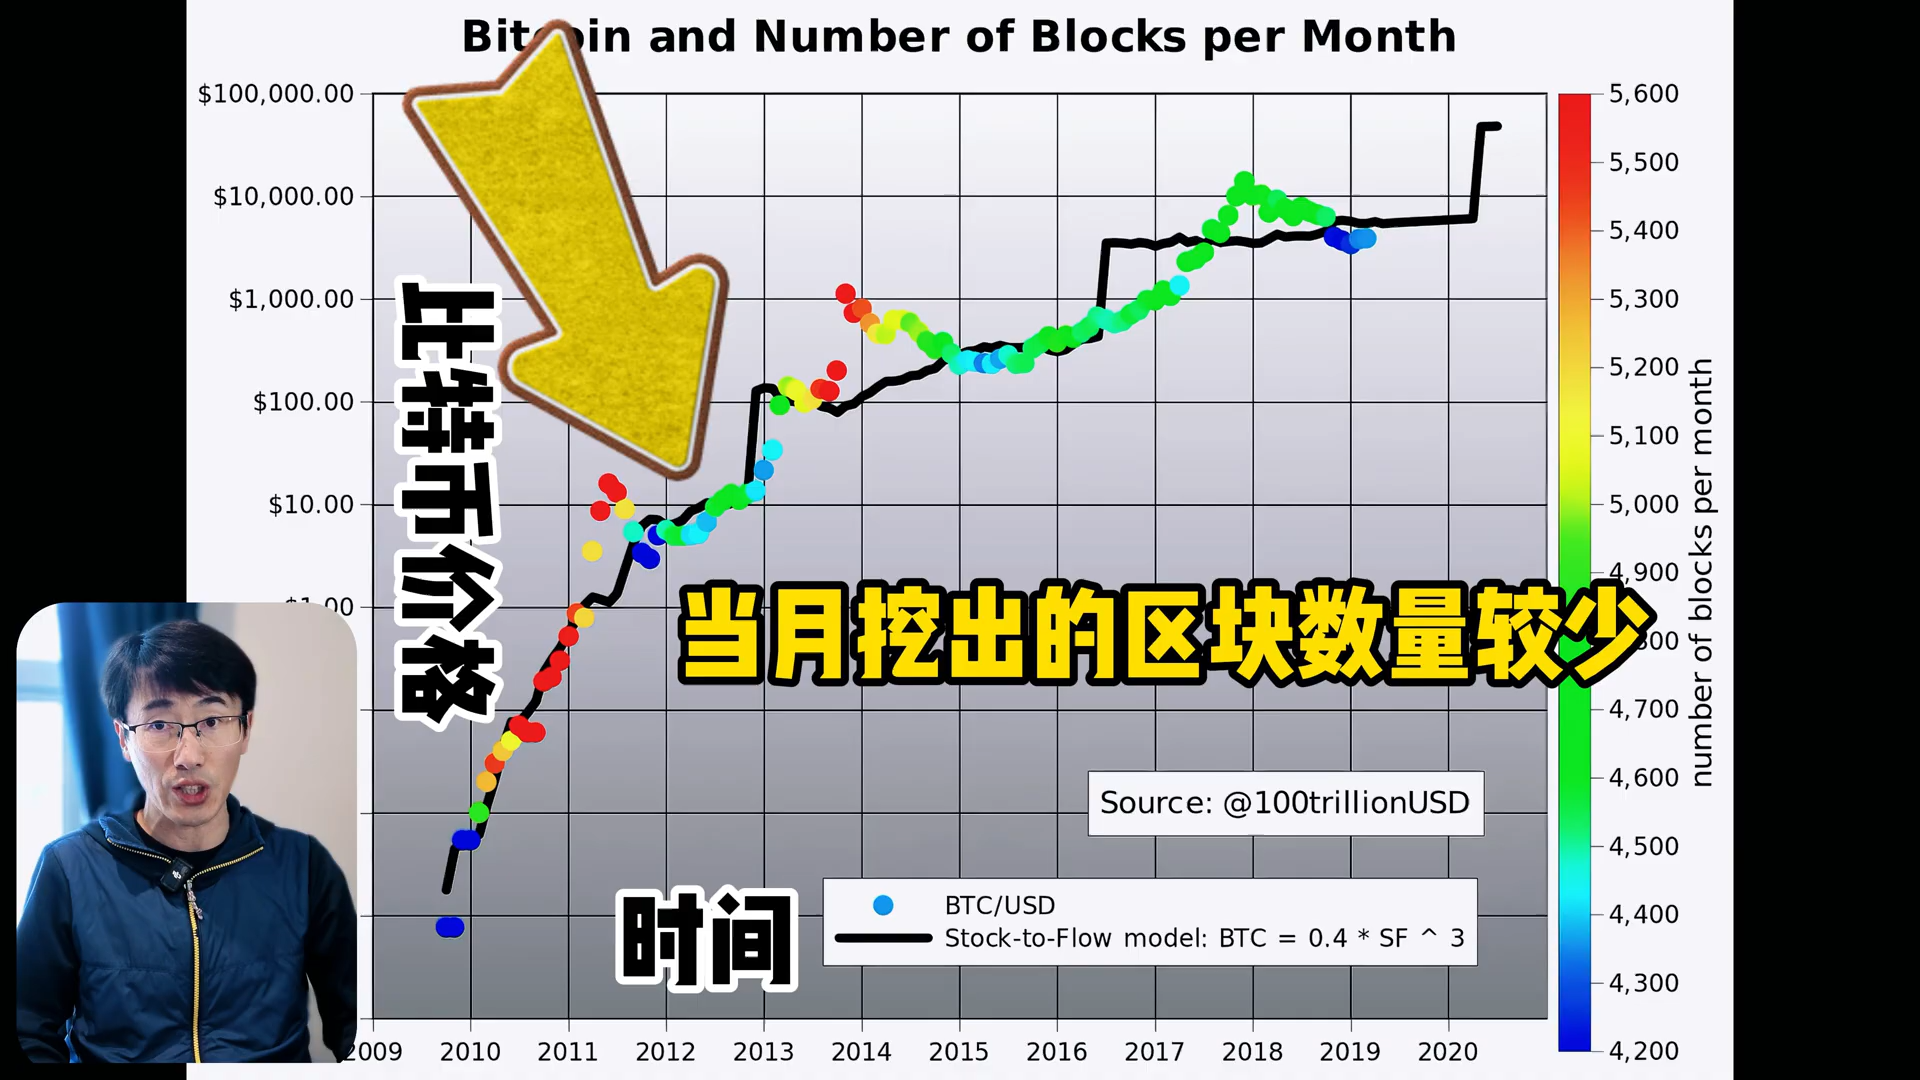 Bitcoin and Number of Blocks per Month
$100,000.00
$10,000.00
$1,000.00
$100.00
$10.00
比特币价格
当月挖出的区块数量较少
Source: @100trillionUSD
BTC/USD
Stock-to-Flow model: BTC = 0.4 * SF ^ 3
时间
2009 2010 2011 2012 2013 2014 2015 2016 2017 2018 2019 2020
5,600
5,500
5,400
5,300
5,200
5,100
5,000
4,900
4,700
4,600
4,500
4,400
4,300
4,200
number of blocks per month